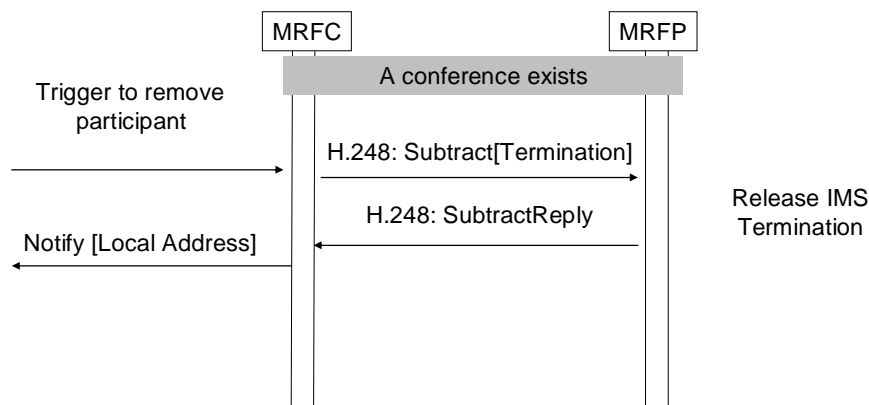 MRFC
MRFP
A conference exists
Trigger to remove
participant
H.248: Subtract[Termination]
H.248: SubtractReply
Release IMS
Termination
Notify [Local Address]